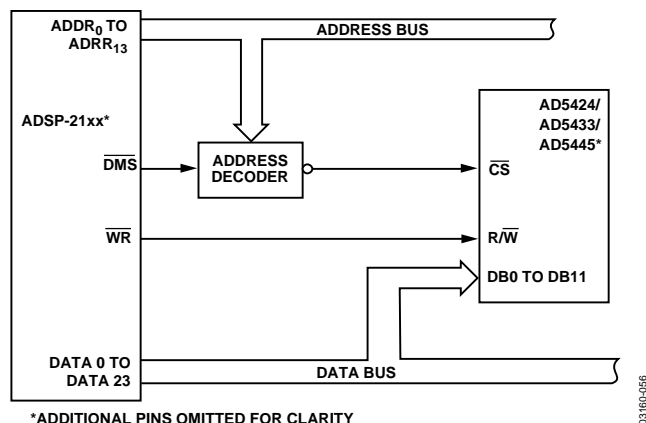 ADDR0 TO
ADRR13
ADDRESS BUS
ADSP-21xx*
AD5424/
AD5433/
AD5445*
DMS
ADDRESS
DECODER
CS
WR
R/W
DB0 TO DB11
DATA 0 TO
DATA 23
DATA BUS
*ADDITIONAL PINS OMITTED FOR CLARITY
03160-056